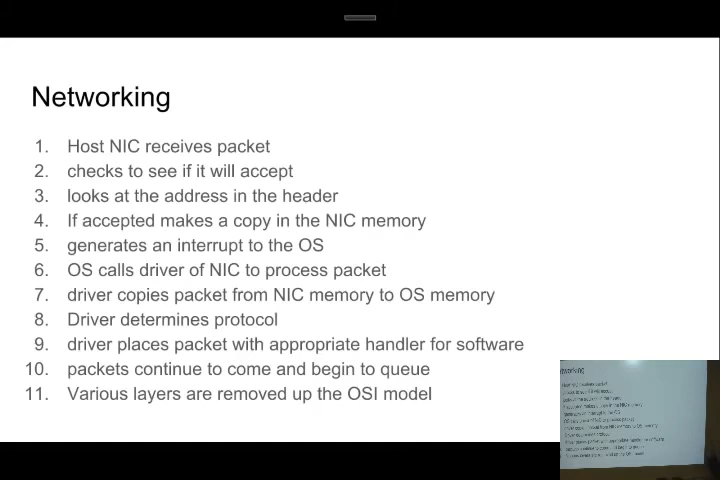 Networking
1. Host NIC receives packet
2. checks to see if it will accept
3. looks at the address in the header
4. If accepted makes a copy in the NIC memory
5. generates an interrupt to the OS
6. OS calls driver of NIC to process packet
7. driver copies packet from NIC memory to OS memory
8. Driver determines protocol
9. driver places packet with appropriate handler for software
10. packets continue to come and begin to queue
11. Various layers are removed up the OSI model